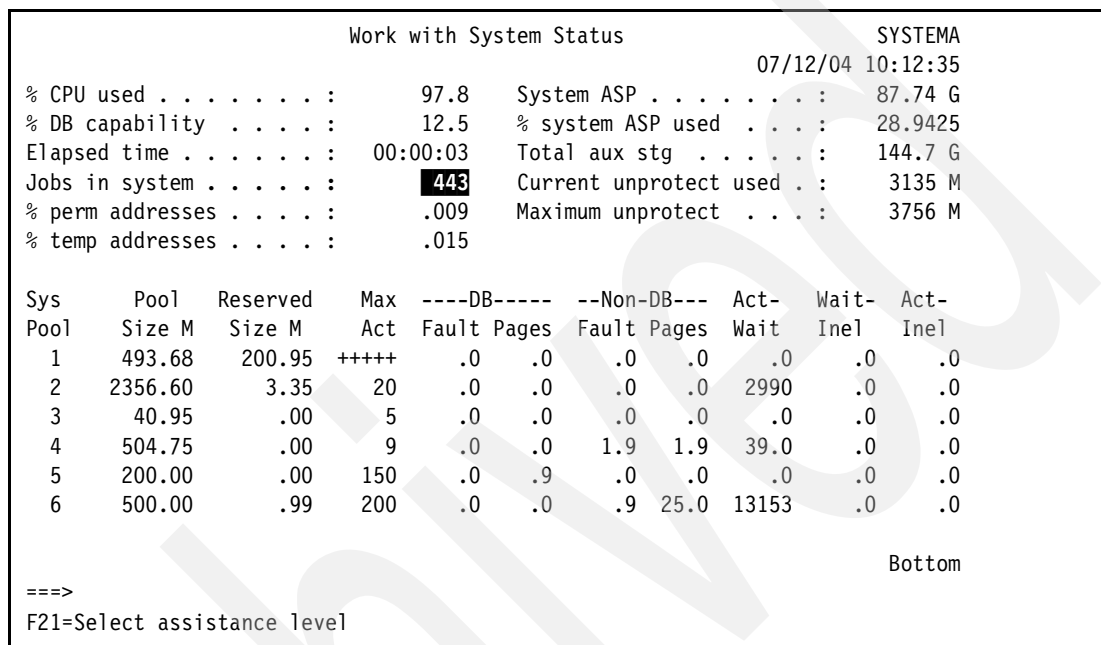 Work with System Status SYSTEMA
07/12/04 10:12:35
% CPU used . . . . . . . : 97.8 System ASP . . . . . . . : 87.74 G
% DB capability . . . . : 12.5 % system ASP used . . . : 28.9425
Elapsed time . . . . . . : 00:00:03 Total aux stg . . . . . : 144.7 G
Jobs in system . . . . . : 443 Current unprotect used . : 3135 M
% perm addresses . . . . : .009 Maximum unprotect . . . : 3756 M
% temp addresses . . . . : .015
Sys Pool Reserved Max ----DB----- --Non-DB--- Act- Wait- Act-
Pool Size M Size M Act Fault Pages Fault Pages Wait Inel Inel
1 493.68 200.95 +++++ .0 .0 .0 .0 .0 .0 .0
2 2356.60 3.35 20 .0 .0 .0 .0 2990 .0 .0
3 40.95 .00 5 .0 .0 .0 .0 .0 .0 .0
4 504.75 .00 9 .0 .0 1.9 1.9 39.0 .0 .0
5 200.00 .00 150 .0 .9 .0 .0 .0 .0 .0
6 500.00 .99 200 .0 .0 .9 25.0 13153 .0 .0
Bottom
===>
F21=Select assistance level